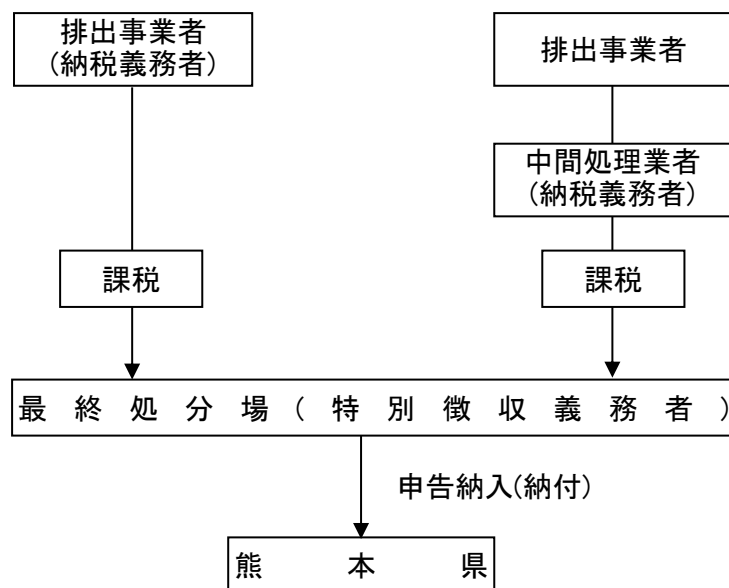 排出事業者
(納税義務者)
排出事業者
中間処理業者
(納税義務者)
課税
課税
最終処分場(特別徴収義務者)
申告納入(納付)
熊本県